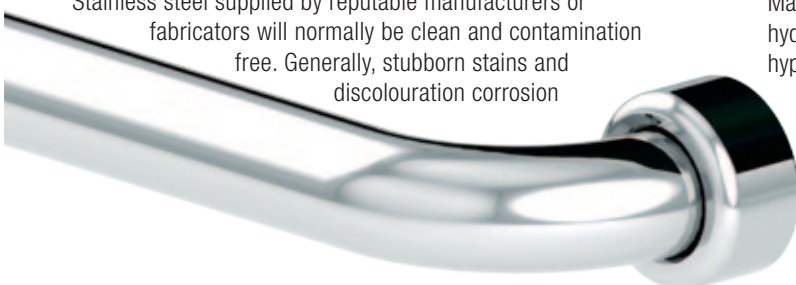 Stainless steel supplied by reputable manufacturers or
fabricators will normally be clean and contamination
free. Generally, stubborn stains and
discolouration corrosion